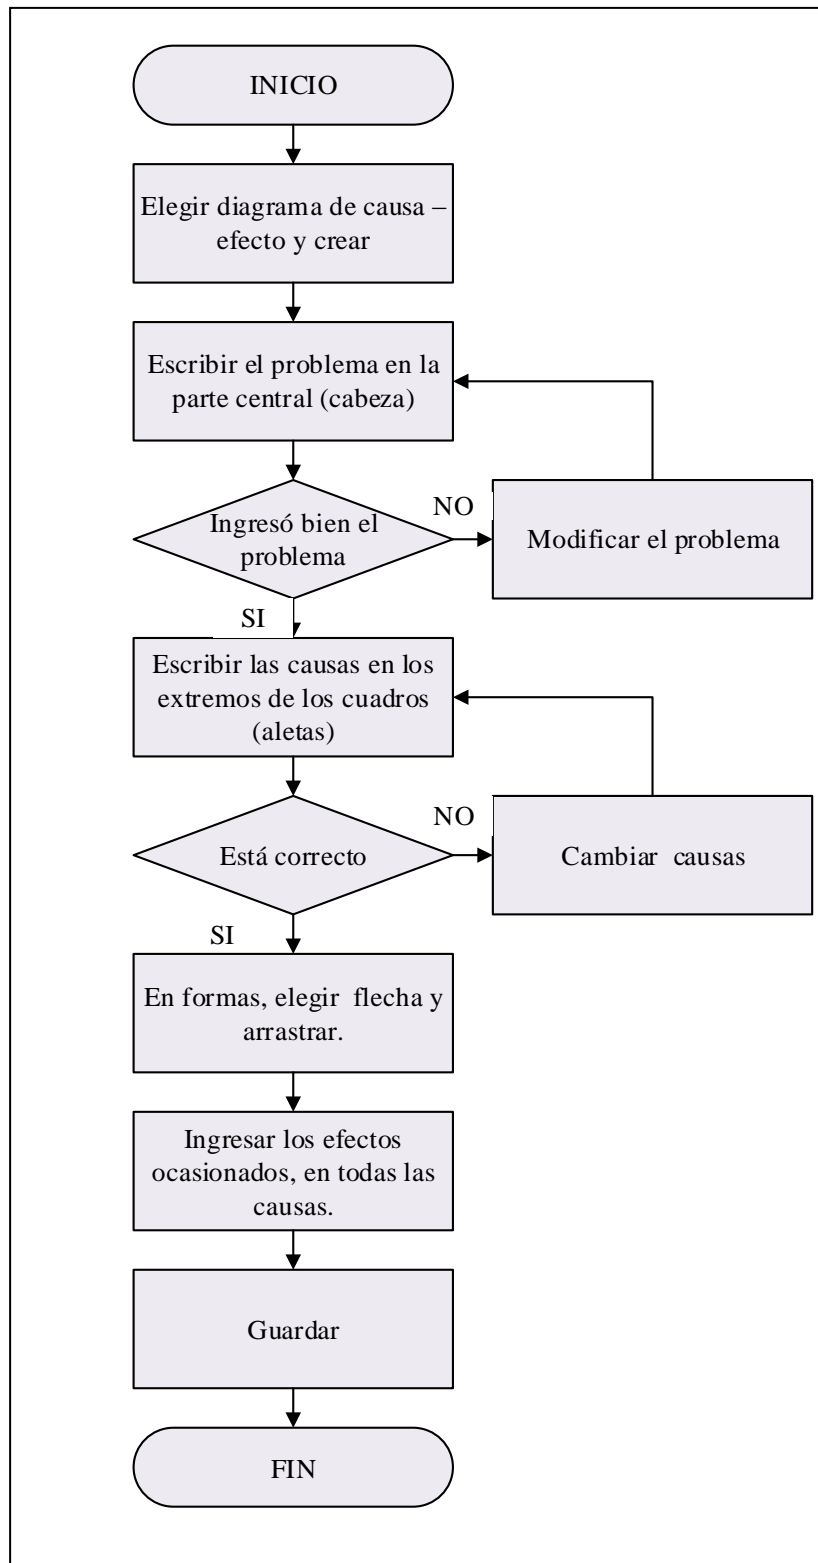 INICIO
Elegir diagrama de causa –
efecto y crear
Escribir el problema en la
parte central (cabeza)
Ingresó bien el
problema
NO
Modificar el problema
SI
Escribir las causas en los
extremos de los cuadros
(aletas)
Está correcto
NO
Cambiar causas
SI
En formas, elegir flecha y
arrastrar.
Ingresar los efectos
ocasionados, en todas las
causas.
Guardar
FIN